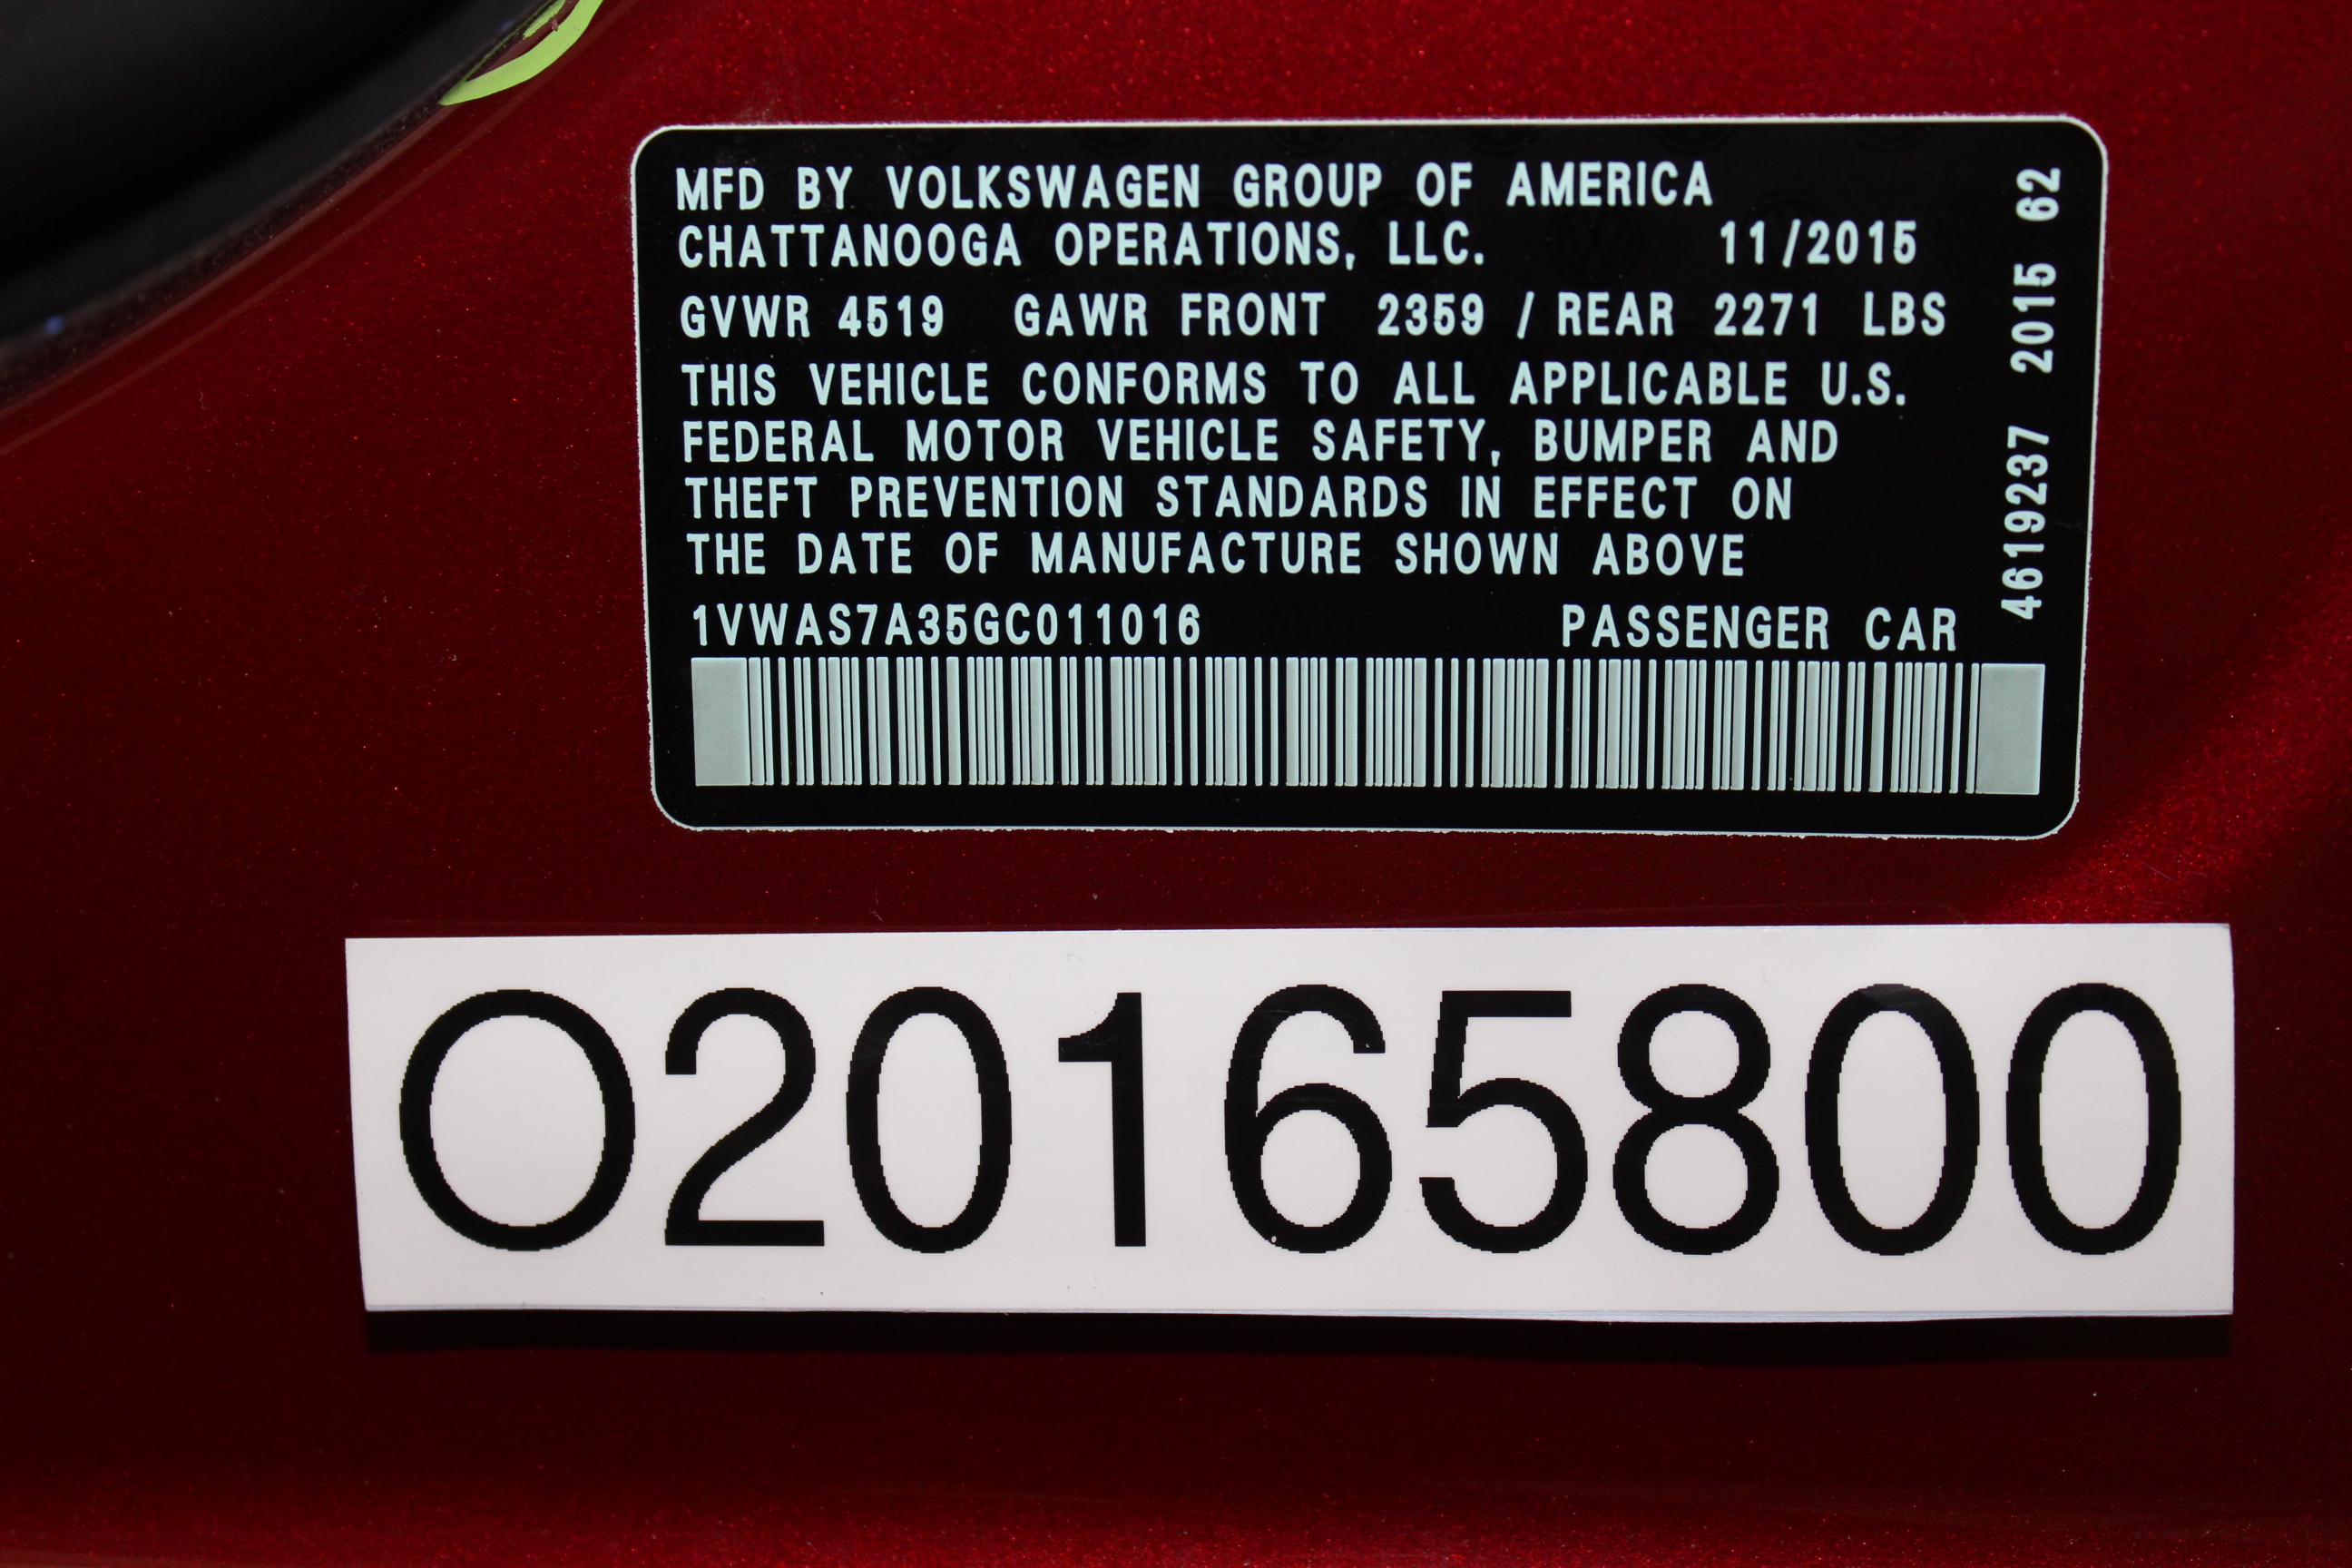 MFD BY VOLKSWAGEN GROUP OF AMERICA
CHATTANOOGA OPERATIONS, LLC. 11/2015
GVWR 4519 GAWR FRONT 2359 / REAR 2271 LBS
THIS VEHICLE CONFORMS TO ALL APPLICABLE U.S.
FEDERAL MOTOR VEHICLE SAFETY, BUMPER AND
THEFT PREVENTION STANDARDS IN EFFECT ON
THE DATE OF MANUFACTURE SHOWN ABOVE
1VWAS7A35GC011016 PASSENGER CAR
4619237 2015 62
O20165800